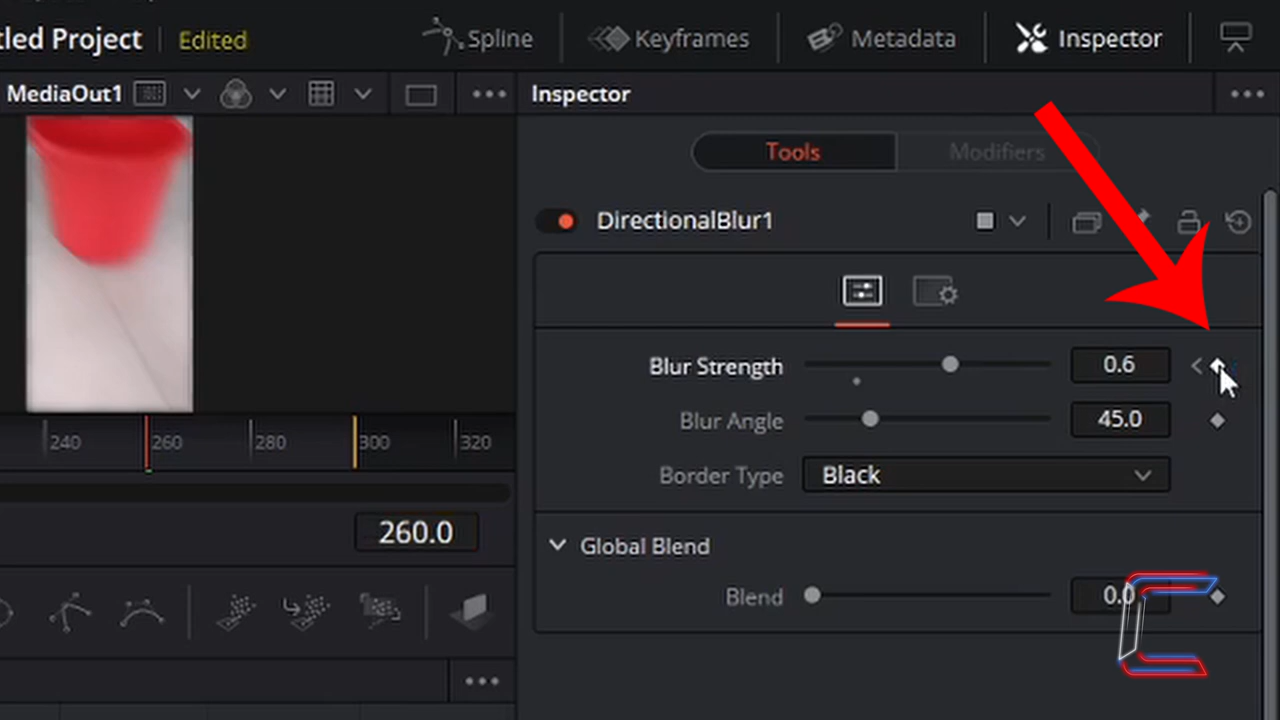 tled Project Edited Spline Keyframes Metadata Inspector
MediaOut1 Inspector
Tools Modifiers
DirectionalBlur1
Blur Strength 0.6
Blur Angle 45.0
240 260 280 300 320
Border Type Black
260.0
Global Blend
Blend 0.0